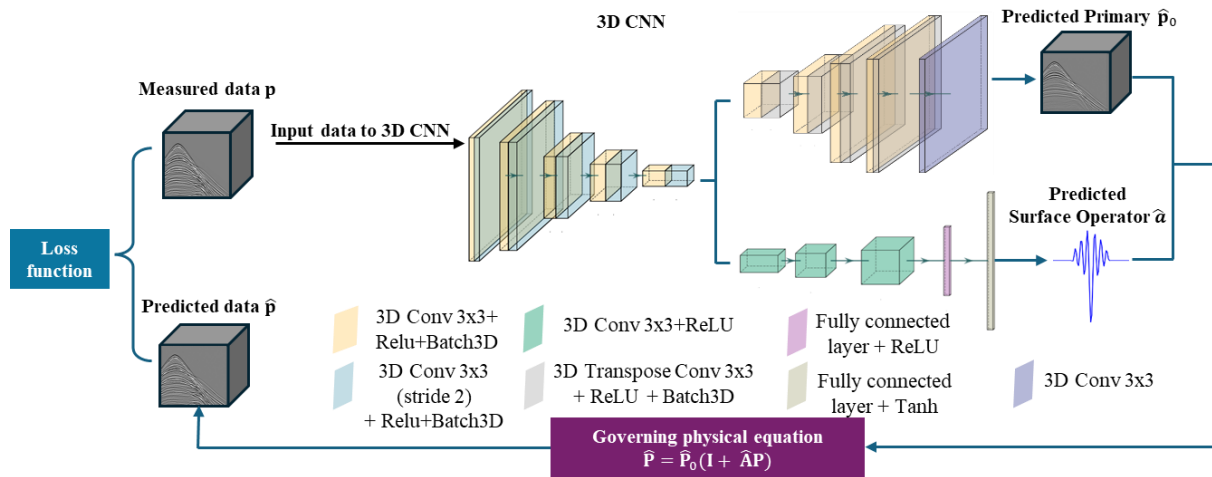 3D CNN
Predicted Primary p̂₀
Measured data p
Input data to 3D CNN
Predicted
Surface Operator â
Loss
function
Predicted data p̂
3D Conv 3x3+
Relu+Batch3D
3D Conv 3x3+ReLU
Fully connected
layer + ReLU
3D Conv 3x3
(stride 2)
+ Relu+Batch3D
3D Transpose Conv 3x3
+ ReLU + Batch3D
Fully connected
layer + Tanh
3D Conv 3x3
Governing physical equation
P̂ = P̂₀(I + ÂP)